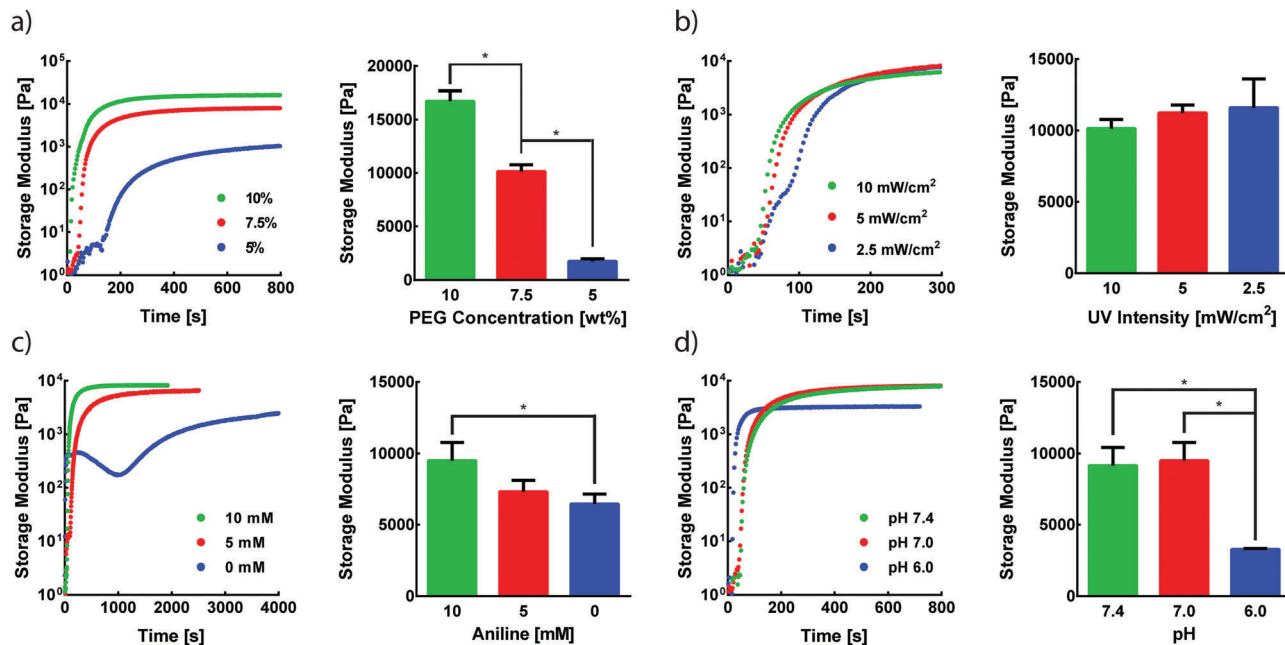 a)
Storage Modulus [Pa]
10⁵
10⁴
10³
10²
10¹
10⁰
10%
7.5%
5%
0 200 400 600 800
Time [s]
Storage Modulus [Pa]
20000
15000
10000
5000
0
*
*
10 7.5 5
PEG Concentration [wt%]
b)
Storage Modulus [Pa]
10⁴
10³
10²
10¹
10⁰
10 mW/cm²
5 mW/cm²
2.5 mW/cm²
0 100 200 300
Time [s]
Storage Modulus [Pa]
15000
10000
5000
0
10 5 2.5
UV Intensity [mW/cm²]
c)
Storage Modulus [Pa]
10⁴
10³
10²
10¹
10⁰
10 mM
5 mM
0 mM
0 1000 2000 3000 4000
Time [s]
Storage Modulus [Pa]
15000
10000
5000
0
*
10 5 0
Aniline [mM]
d)
Storage Modulus [Pa]
10⁴
10³
10²
10¹
10⁰
pH 7.4
pH 7.0
pH 6.0
0 200 400 600 800
Time [s]
Storage Modulus [Pa]
15000
10000
5000
0
*
*
7.4 7.0 6.0
pH